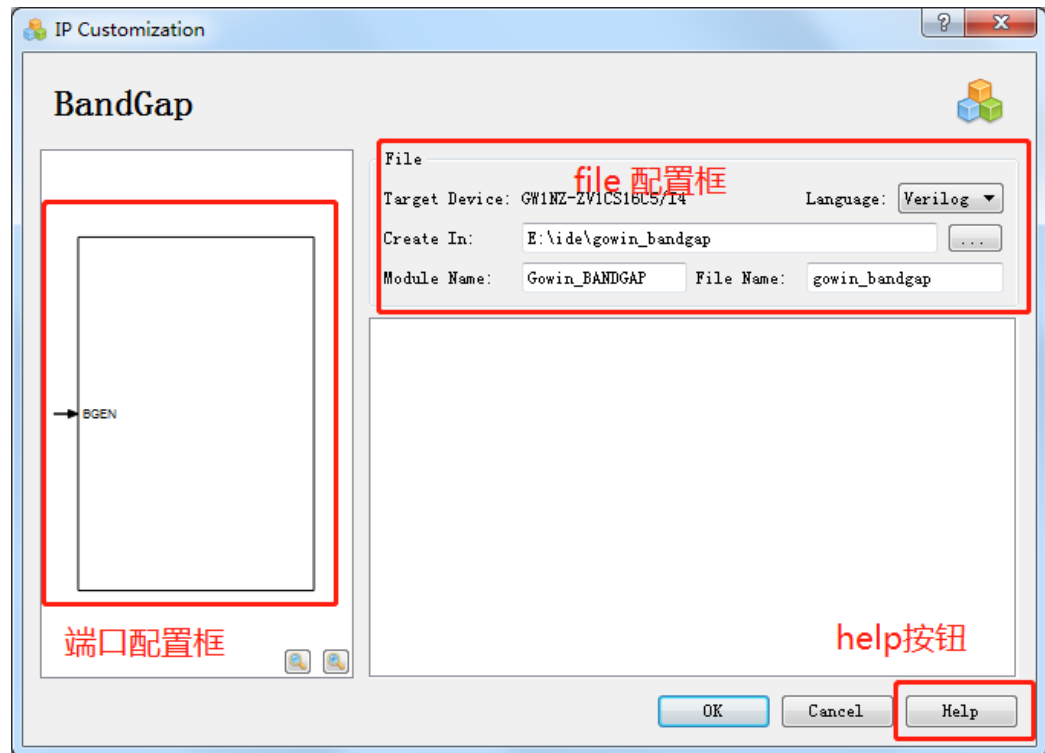 IP Customization
BandGap
File
file 配置框
Target Device: GW1NZ-ZV1CS16C5/I4 Language: Verilog
Create In: E:\ide\gowin_bandgap ...
Module Name: Gowin_BANDGAP File Name: gowin_bandgap
BGEN
端口配置框
help按钮
OK Cancel Help